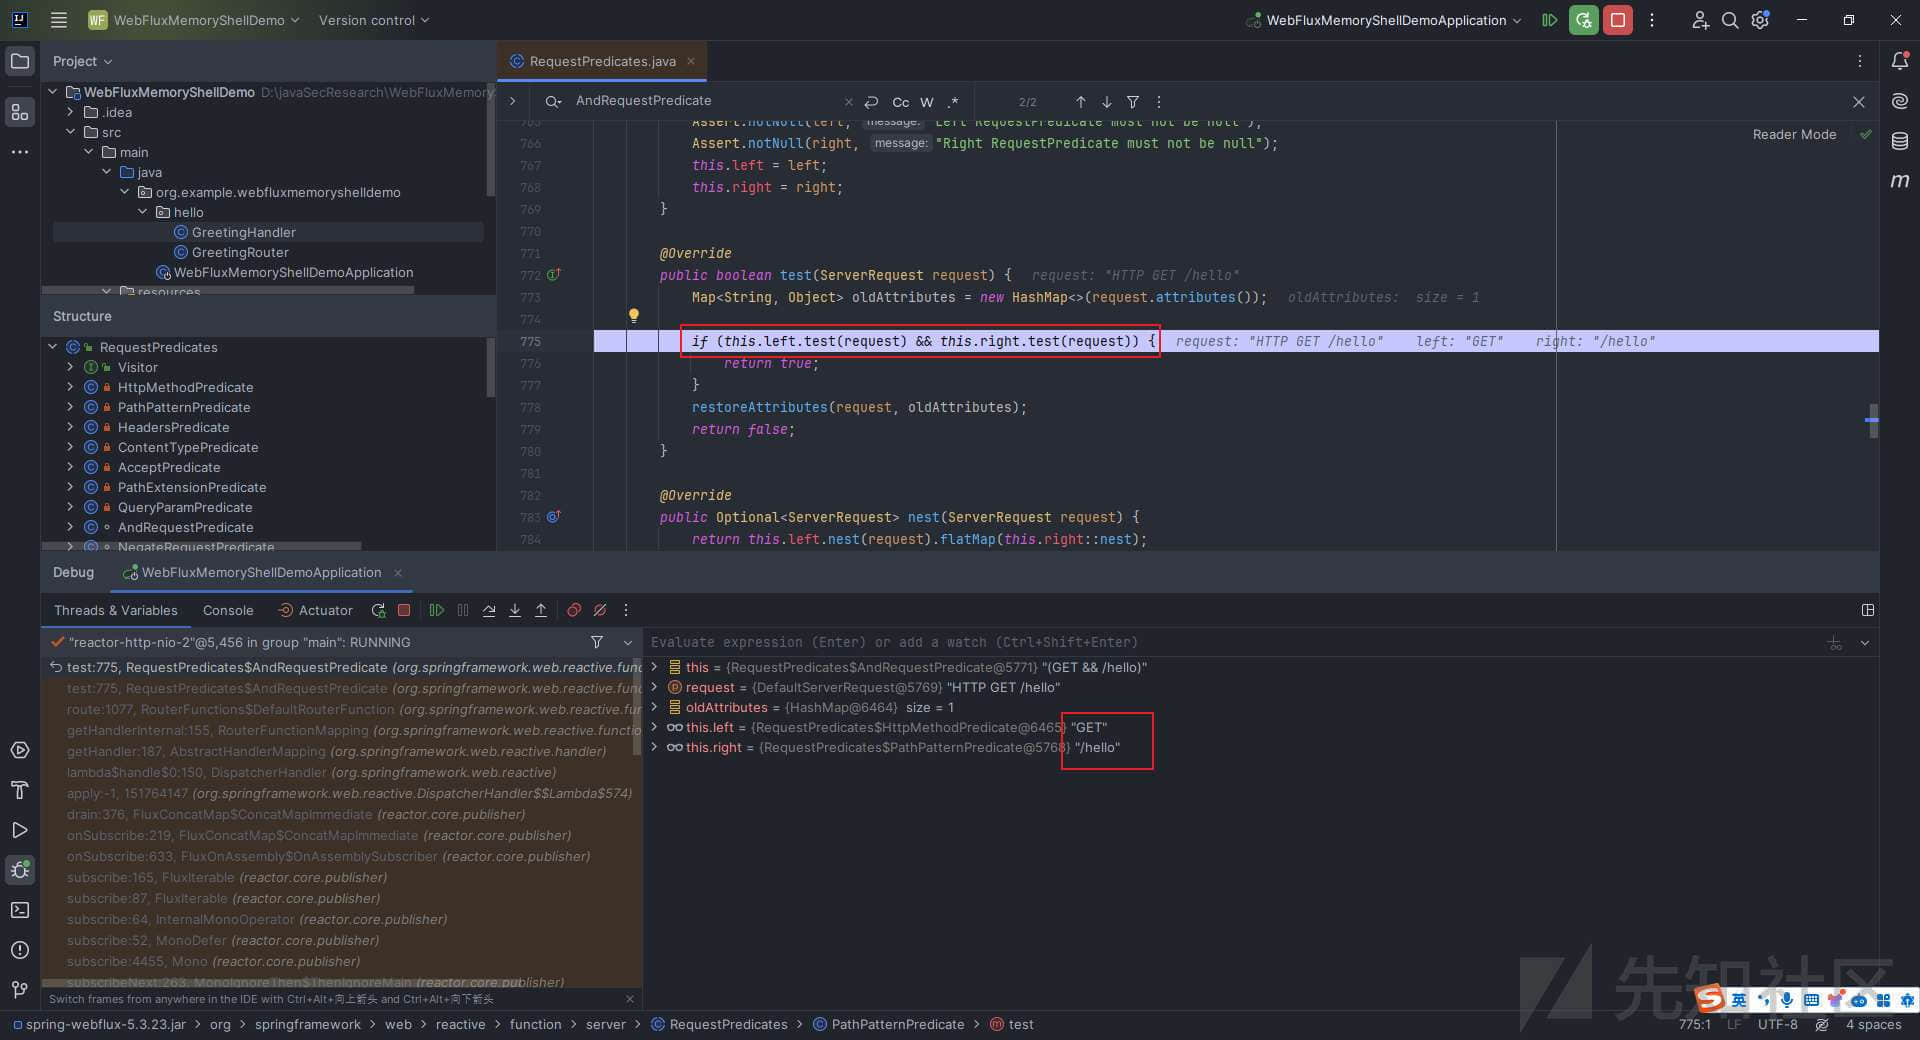 WF WebFluxMemoryShellDemo Version control WebFluxMemoryShellDemoApplication
Project
WebFluxMemoryShellDemo D:\javaSecResearch\WebFluxMemory
.idea
src
main
java
org.example.webfluxmemoryshelldemo
hello
GreetingHandler
GreetingRouter
WebFluxMemoryShellDemoApplication
resources
Structure
RequestPredicates
Visitor
HttpMethodPredicate
PathPatternPredicate
HeadersPredicate
ContentTypePredicate
AcceptPredicate
PathExtensionPredicate
QueryParamPredicate
AndRequestPredicate
NegateRequestPredicate
RequestPredicates.java
AndRequestPredicate Cc W .* 2/2
Reader Mode
765 Assert.notNull(left, message: "Left RequestPredicate must not be null");
766 Assert.notNull(right, message: "Right RequestPredicate must not be null");
767 this.left = left;
768 this.right = right;
769 }
770
771 @Override
772 public boolean test(ServerRequest request) { request: "HTTP GET /hello"
773 Map<String, Object> oldAttributes = new HashMap<>(request.attributes()); oldAttributes: size = 1
774
775 if (this.left.test(request) && this.right.test(request)) { request: "HTTP GET /hello" left: "GET" right: "/hello"
776 return true;
777 }
778 restoreAttributes(request, oldAttributes);
779 return false;
780 }
781
782 @Override
783 public Optional<ServerRequest> nest(ServerRequest request) {
784 return this.left.nest(request).flatMap(this.right::nest);
Debug WebFluxMemoryShellDemoApplication
Threads & Variables Console Actuator
"reactor-http-nio-2"@5,456 in group "main": RUNNING
test:775, RequestPredicates$AndRequestPredicate (org.springframework.web.reactive.func
test:775, RequestPredicates$AndRequestPredicate (org.springframework.web.reactive.func
route:1077, RouterFunctions$DefaultRouterFunction (org.springframework.web.reactive.fur
getHandlerInternal:155, RouterFunctionMapping (org.springframework.web.reactive.functi
getHandler:187, AbstractHandlerMapping (org.springframework.web.reactive.handler)
lambda$handle$0:150, DispatcherHandler (org.springframework.web.reactive)
apply:-1, 151764147 (org.springframework.web.reactive.DispatcherHandler$$Lambda$574)
drain:376, FluxConcatMap$ConcatMapImmediate (reactor.core.publisher)
onSubscribe:219, FluxConcatMap$ConcatMapImmediate (reactor.core.publisher)
onSubscribe:633, FluxOnAssembly$OnAssemblySubscriber (reactor.core.publisher)
subscribe:165, FluxIterable (reactor.core.publisher)
subscribe:87, FluxIterable (reactor.core.publisher)
subscribe:64, InternalMonoOperator (reactor.core.publisher)
subscribe:52, MonoDefer (reactor.core.publisher)
subscribe:4455, Mono (reactor.core.publisher)
subscribeNext:263, MonoIgnoreThen$ThenIgnoreMain (reactor.core.publisher)
Switch frames from anywhere in the IDE with Ctrl+Alt+向上箭头 and Ctrl+Alt+向下箭头
Evaluate expression (Enter) or add a watch (Ctrl+Shift+Enter)
this = {RequestPredicates$AndRequestPredicate@5771} "(GET && /hello)"
request = {DefaultServerRequest@5769} "HTTP GET /hello"
oldAttributes = {HashMap@6464} size = 1
this.left = {RequestPredicates$HttpMethodPredicate@6465} "GET"
this.right = {RequestPredicates$PathPatternPredicate@5768} "/hello"
先知社区
英
spring-webflux-5.3.23.jar org springframework web reactive function server RequestPredicates PathPatternPredicate test 775:1 LF UTF-8 4 spaces